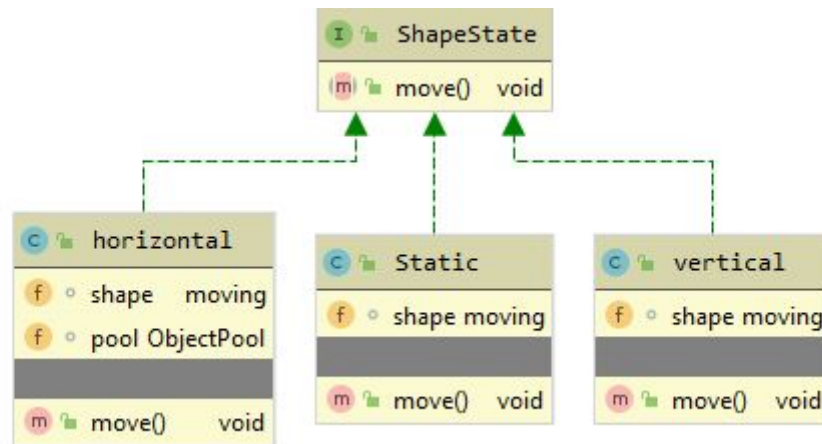 I ShapeState
m move() void
C horizontal
f shape moving
f pool ObjectPool
m move() void
C Static
f shape moving
m move() void
C vertical
f shape moving
m move() void